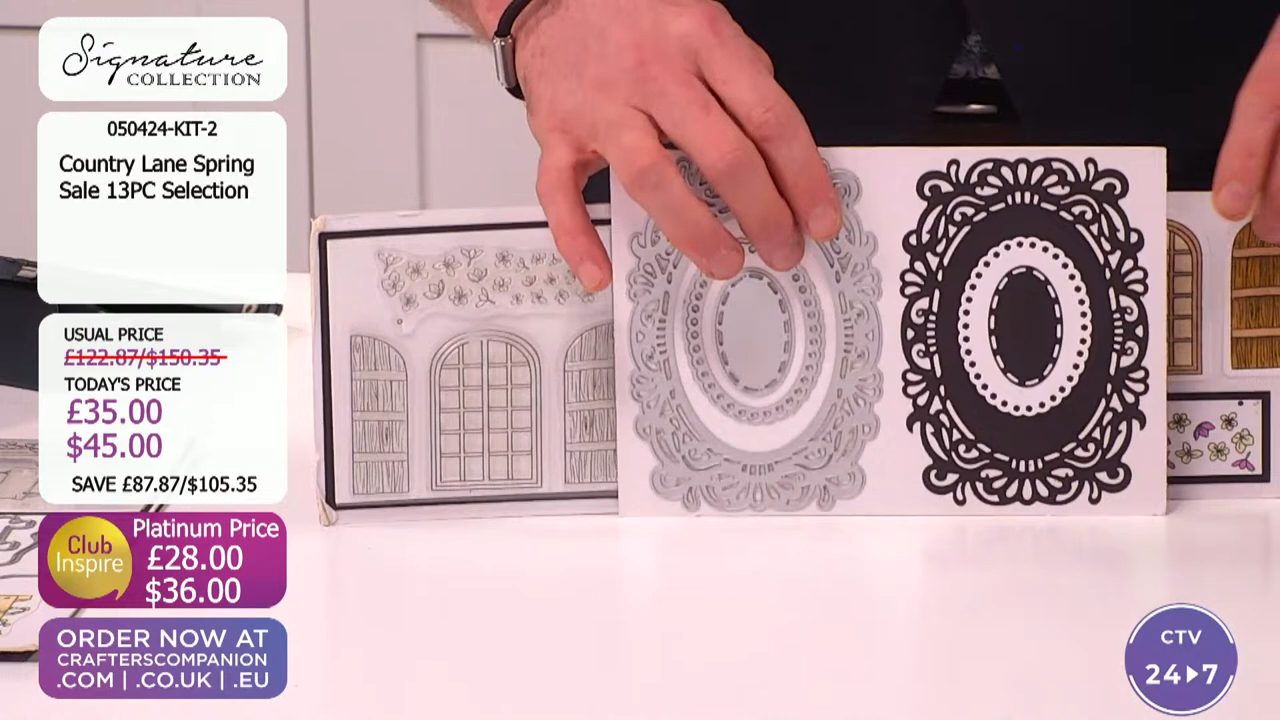 Signature
COLLECTION
050424-KIT-2
Country Lane Spring
Sale 13PC Selection
USUAL PRICE
£122.87/$150.35
TODAY'S PRICE
£35.00
$45.00
SAVE £87.87/$105.35
Club
Inspire
Platinum Price
£28.00
$36.00
ORDER NOW AT
CRAFTERSCOMPANION
.COM | .CO.UK | .EU
CTV
24▶7